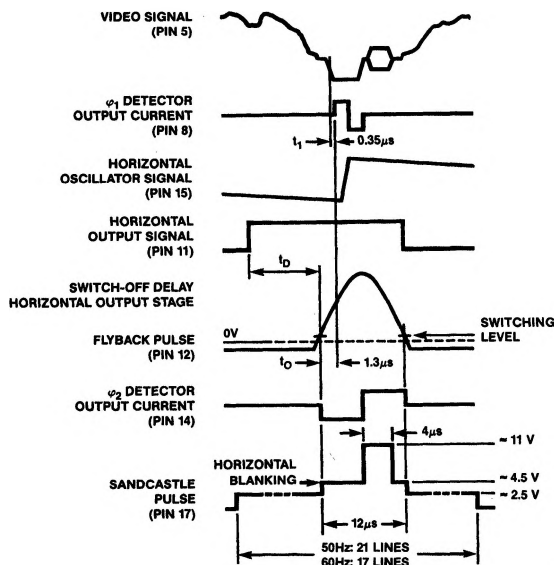 VIDEO SIGNAL
(PIN 5)
φ1 DETECTOR
OUTPUT CURRENT
(PIN 8)
t1
0.35μs
HORIZONTAL
OSCILLATOR SIGNAL
(PIN 15)
HORIZONTAL
OUTPUT SIGNAL
(PIN 11)
tD
SWITCH-OFF DELAY
HORIZONTAL OUTPUT STAGE
0V
SWITCHING
LEVEL
FLYBACK PULSE
(PIN 12)
tO
1.3μs
φ2 DETECTOR
OUTPUT CURRENT
(PIN 14)
4μs
~ 11 V
HORIZONTAL
BLANKING
~ 4.5 V
SANDCASTLE
PULSE
(PIN 17)
~ 2.5 V
12μs
50Hz: 21 LINES
60Hz: 17 LINES